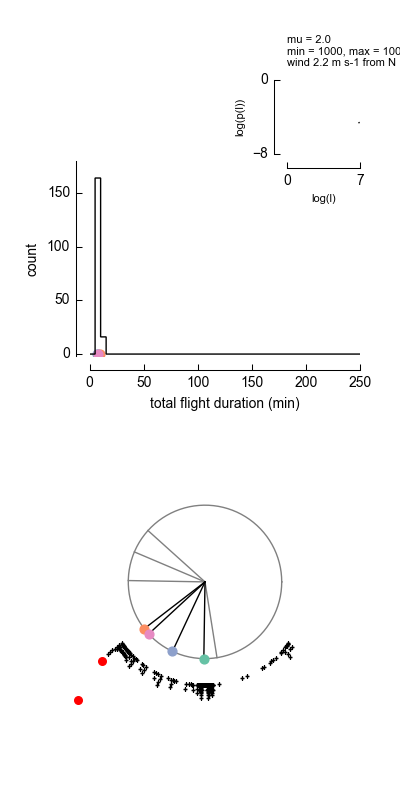 mu = 2.0
min = 1000, max = 100
wind 2.2 m s-1 from N
0
−8
log(p(l))
0
7
log(l)
150
100
50
0
count
0
50
100
150
200
250
total flight duration (min)